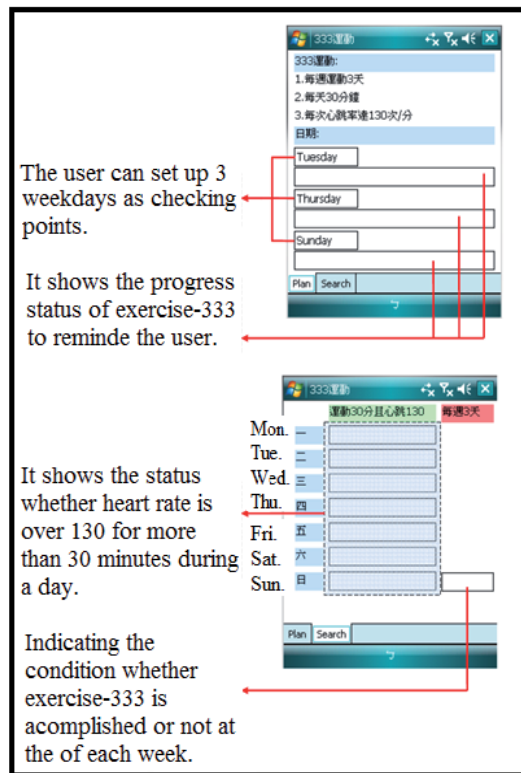 333運動
333運動:
1.每週運動3天
2.每天30分鐘
3.每次心跳率達130次/分
日期:
Tuesday
Thursday
Sunday
Plan Search
The user can set up 3
weekdays as checking
points.
It shows the progress
status of exercise-333
to reminde the user.
333運動
運動30分且心跳130 每週3天
Mon. 一
Tue. 二
Wed. 三
Thu. 四
Fri. 五
Sat. 六
Sun. 日
Plan Search
It shows the status
whether heart rate is
over 130 for more
than 30 minutes during
a day.
Indicating the
condition whether
exercise-333 is
acomplished or not at
the of each week.